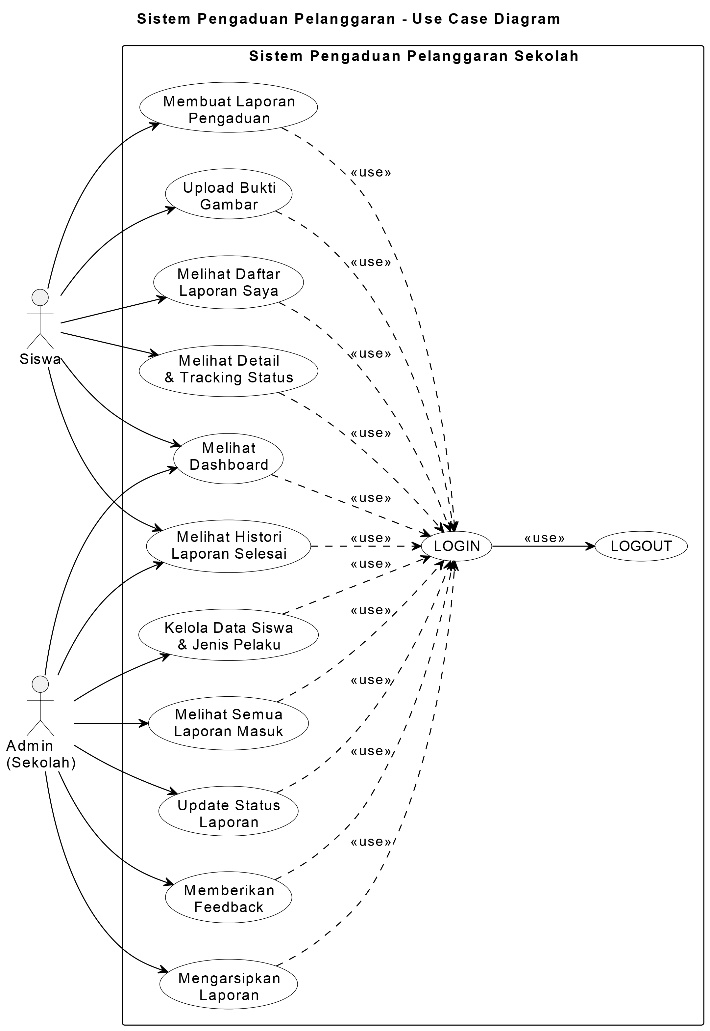 Sistem Pengaduan Pelanggaran - Use Case Diagram
Sistem Pengaduan Pelanggaran Sekolah
Membuat Laporan
Pengaduan
«use»
Upload Bukti
Gambar
«use»
Melihat Daftar
Laporan Saya
«use»
Siswa
Melihat Detail
& Tracking Status
«use»
Melihat
Dashboard
«use»
Melihat Histori
Laporan Selesai
«use»
LOGIN
«use»
LOGOUT
«use»
Kelola Data Siswa
& Jenis Pelaku
«use»
Melihat Semua
Laporan Masuk
«use»
Admin
(Sekolah)
Update Status
Laporan
«use»
Memberikan
Feedback
«use»
Mengarsipkan
Laporan